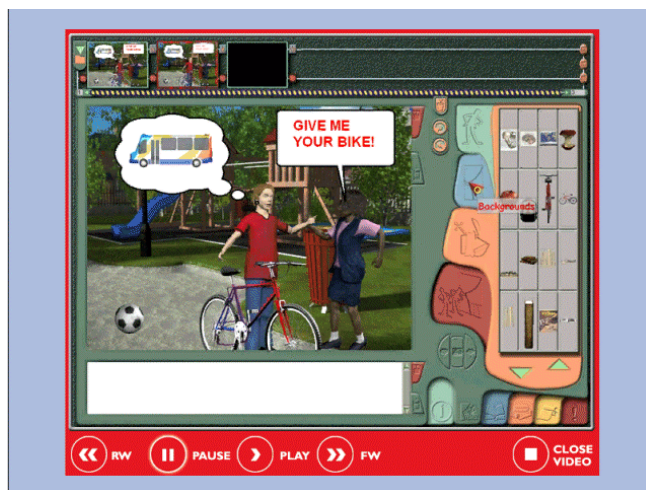 GIVE ME
YOUR BIKE!
Backgrounds
RW
PAUSE
PLAY
FW
CLOSE
VIDEO